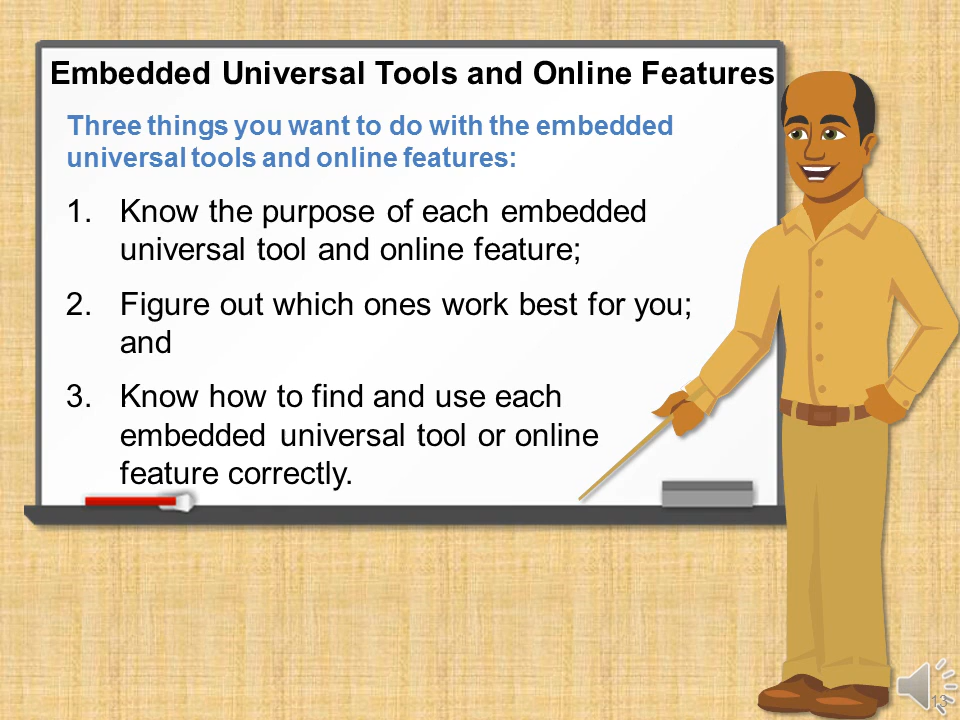 Embedded Universal Tools and Online Features
Three things you want to do with the embedded
universal tools and online features:
1. Know the purpose of each embedded
universal tool and online feature;
2. Figure out which ones work best for you;
and
3. Know how to find and use each
embedded universal tool or online
feature correctly.
13